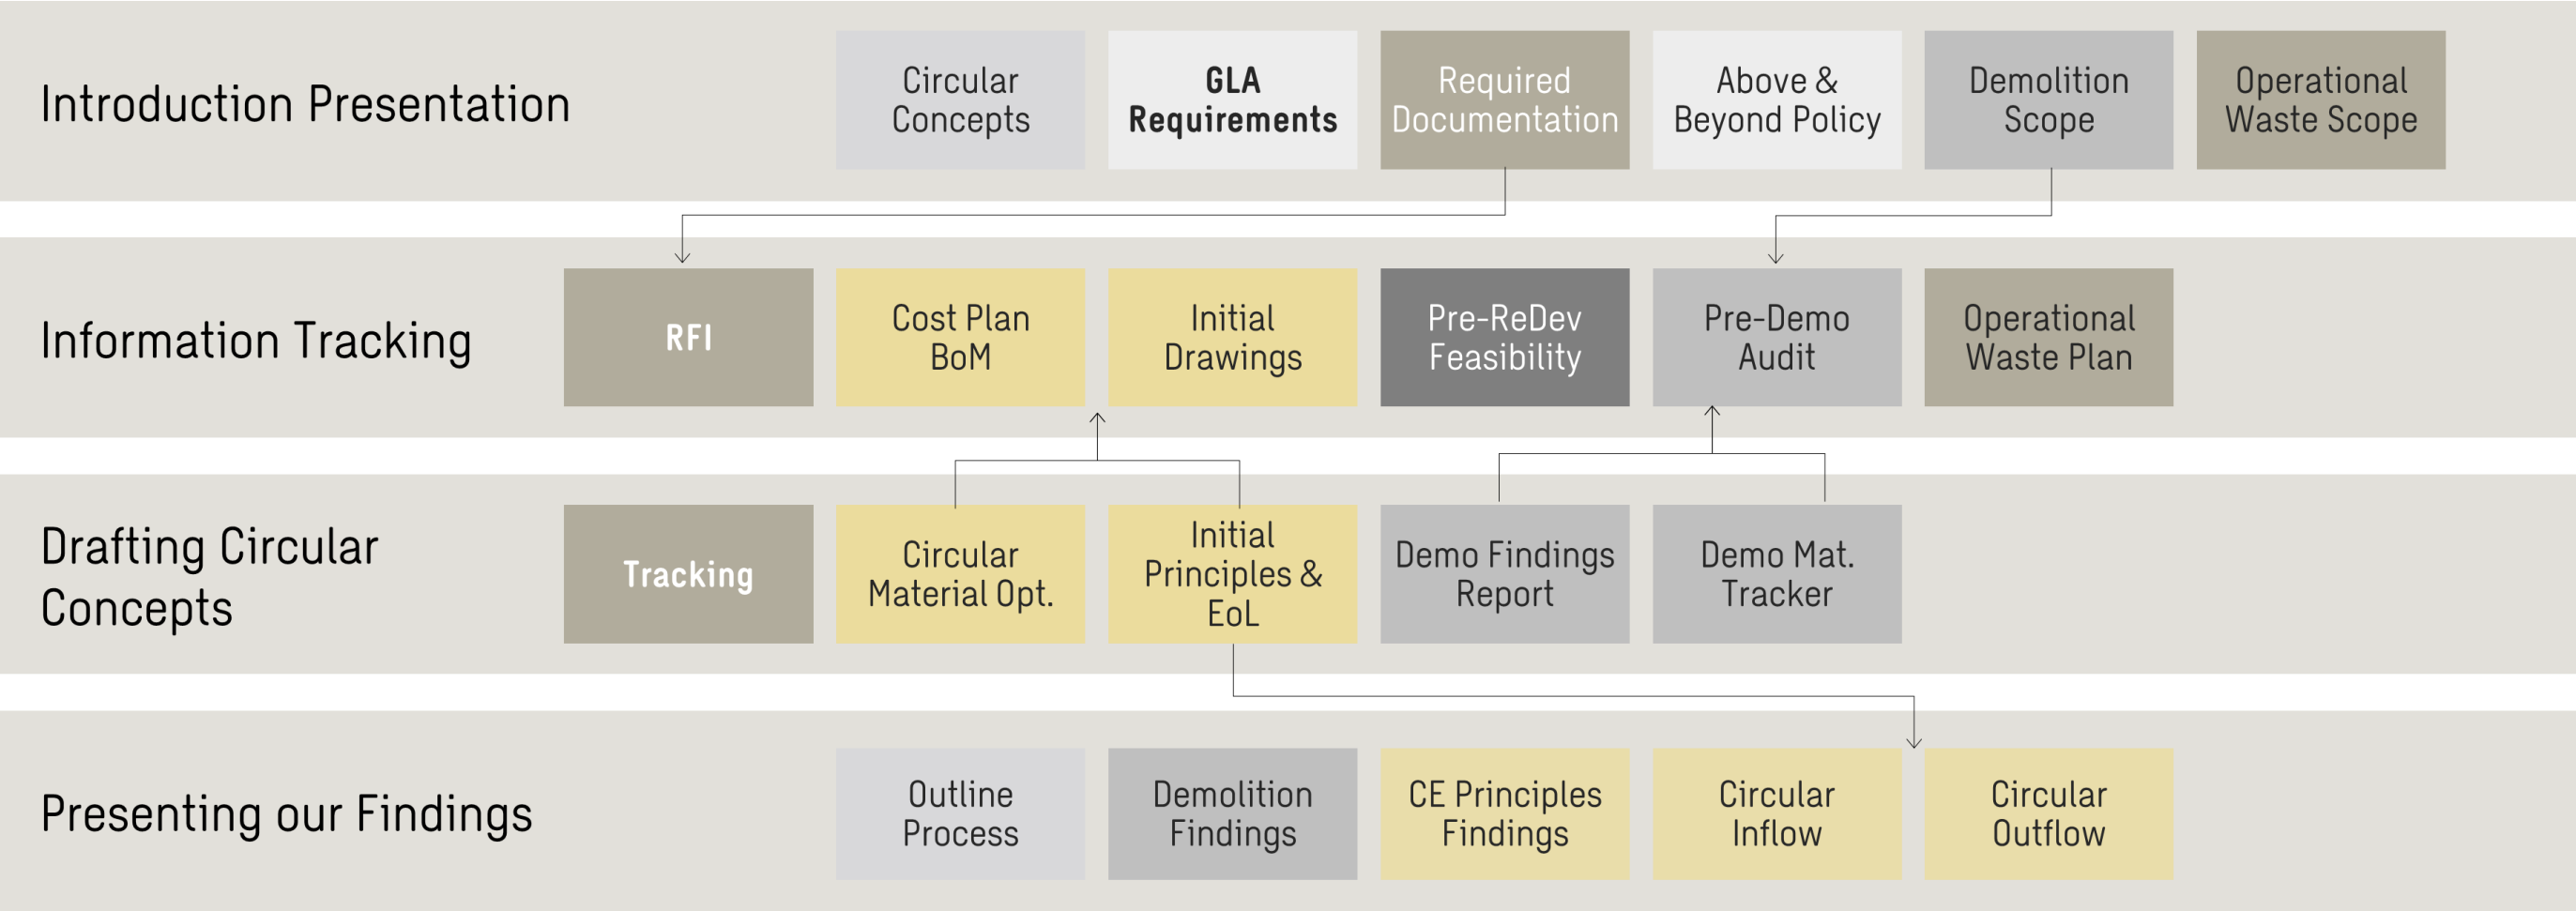 Introduction Presentation
Circular
Concepts
GLA
Requirements
Required
Documentation
Above &
Beyond Policy
Demolition
Scope
Operational
Waste Scope
Information Tracking
RFI
Cost Plan
BoM
Initial
Drawings
Pre-ReDev
Feasibility
Pre-Demo
Audit
Operational
Waste Plan
Drafting Circular
Concepts
Tracking
Circular
Material Opt.
Initial
Principles &
EoL
Demo Findings
Report
Demo Mat.
Tracker
Presenting our Findings
Outline
Process
Demolition
Findings
CE Principles
Findings
Circular
Inflow
Circular
Outflow